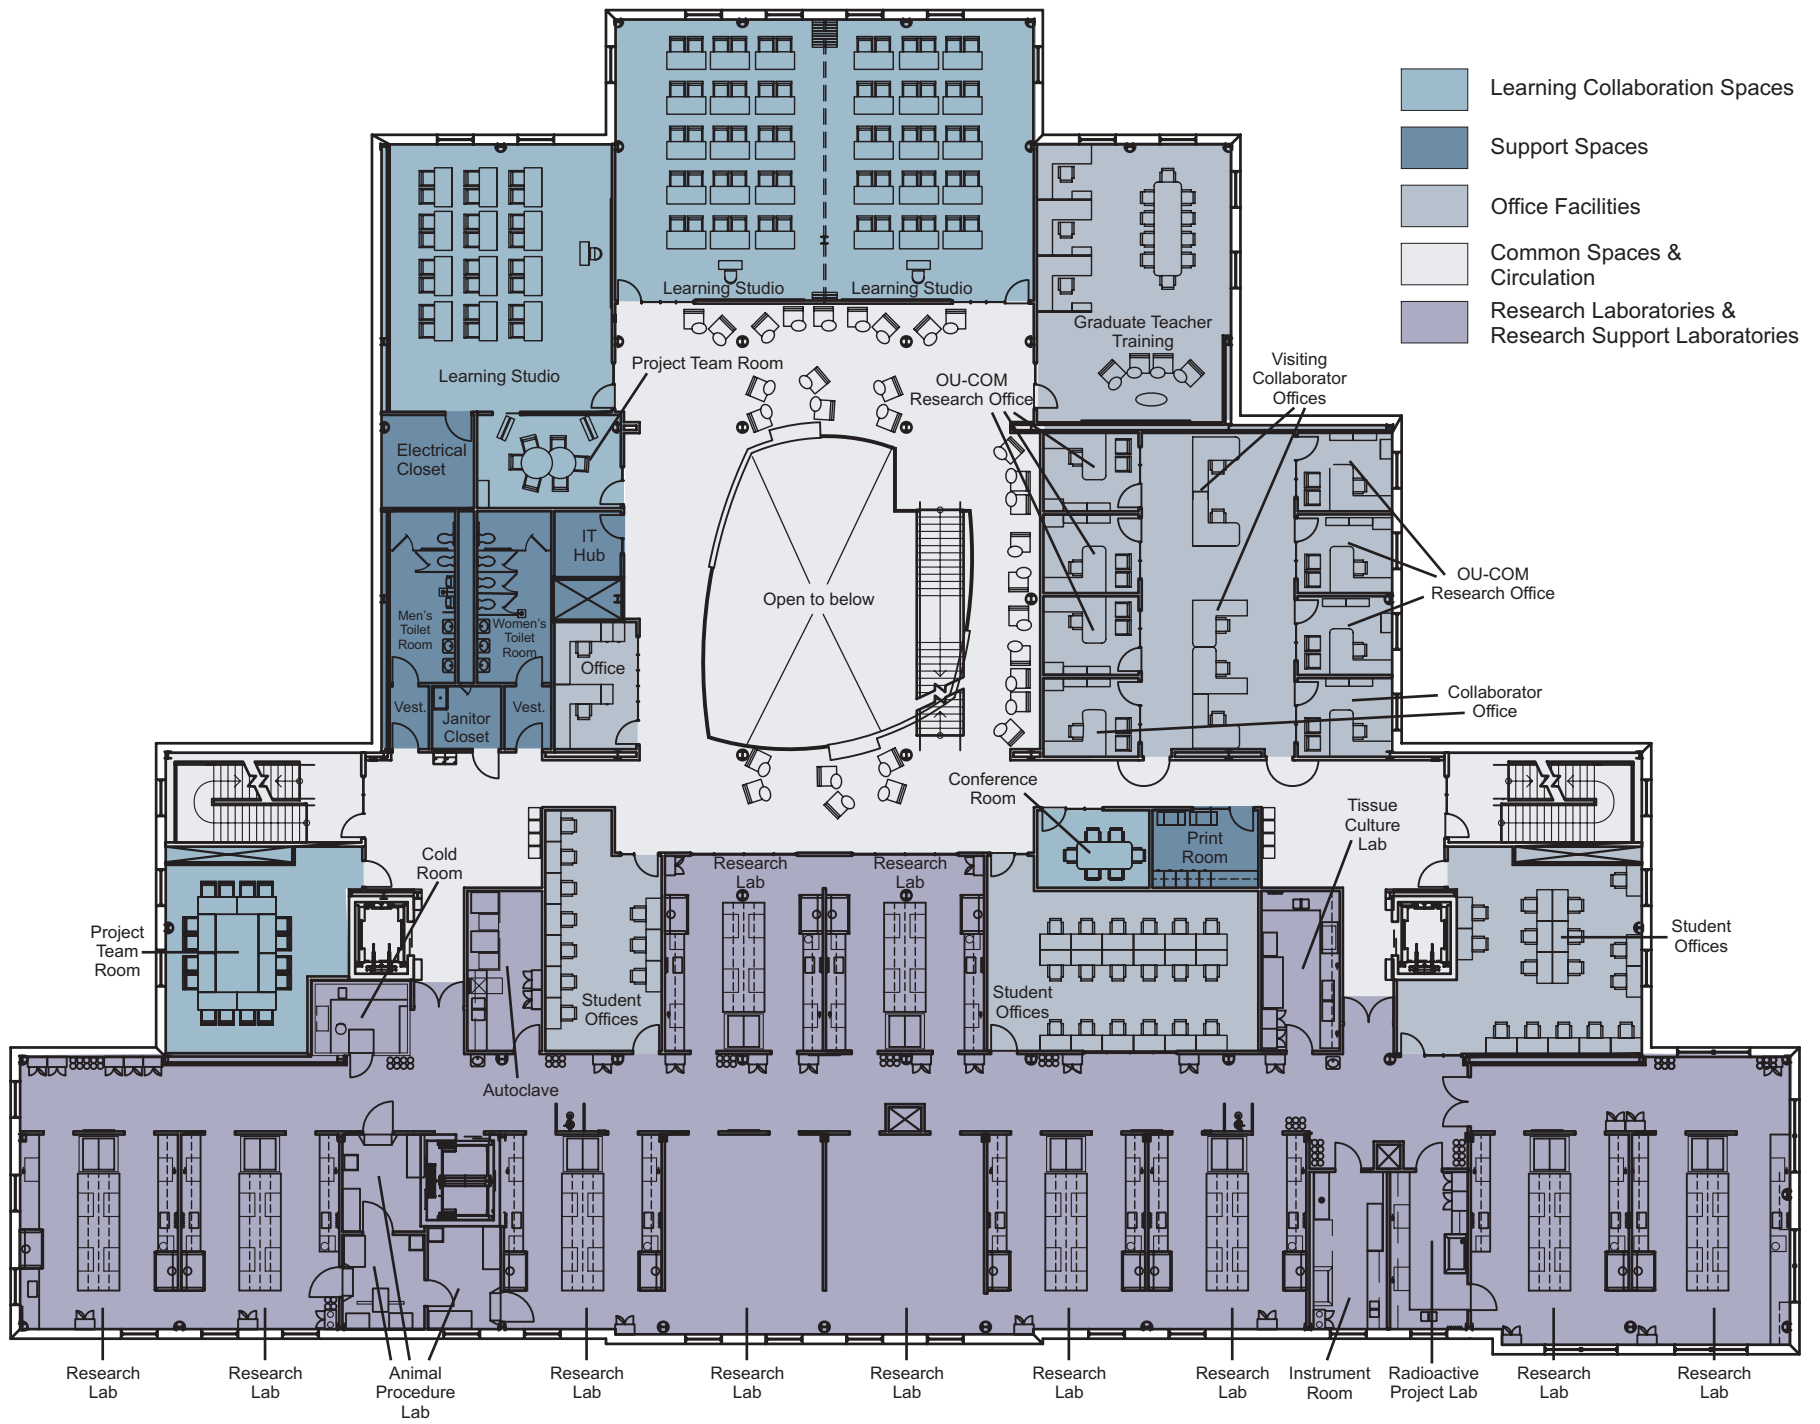 Learning Collaboration Spaces
Support Spaces
Office Facilities
Common Spaces &
Circulation
Research Laboratories &
Research Support Laboratories
Learning Studio
Learning Studio
Graduate Teacher
Training
Visiting
Collaborator
Offices
Project Team Room
Learning Studio
OU-COM
Research Office
Electrical
Closet
IT
Hub
Open to below
OU-COM
Research Office
Men's
Toilet
Room
Women's
Toilet
Room
Office
Vest.
Janitor
Closet
Vest.
Collaborator
Office
Conference
Room
Tissue
Culture
Lab
Print
Room
Cold
Room
Research
Lab
Research
Lab
Project
Team
Room
Student
Offices
Student
Offices
Student
Offices
Autoclave
Research
Lab
Research
Lab
Animal
Procedure
Lab
Research
Lab
Research
Lab
Research
Lab
Research
Lab
Research
Lab
Instrument
Room
Radioactive
Project Lab
Research
Lab
Research
Lab